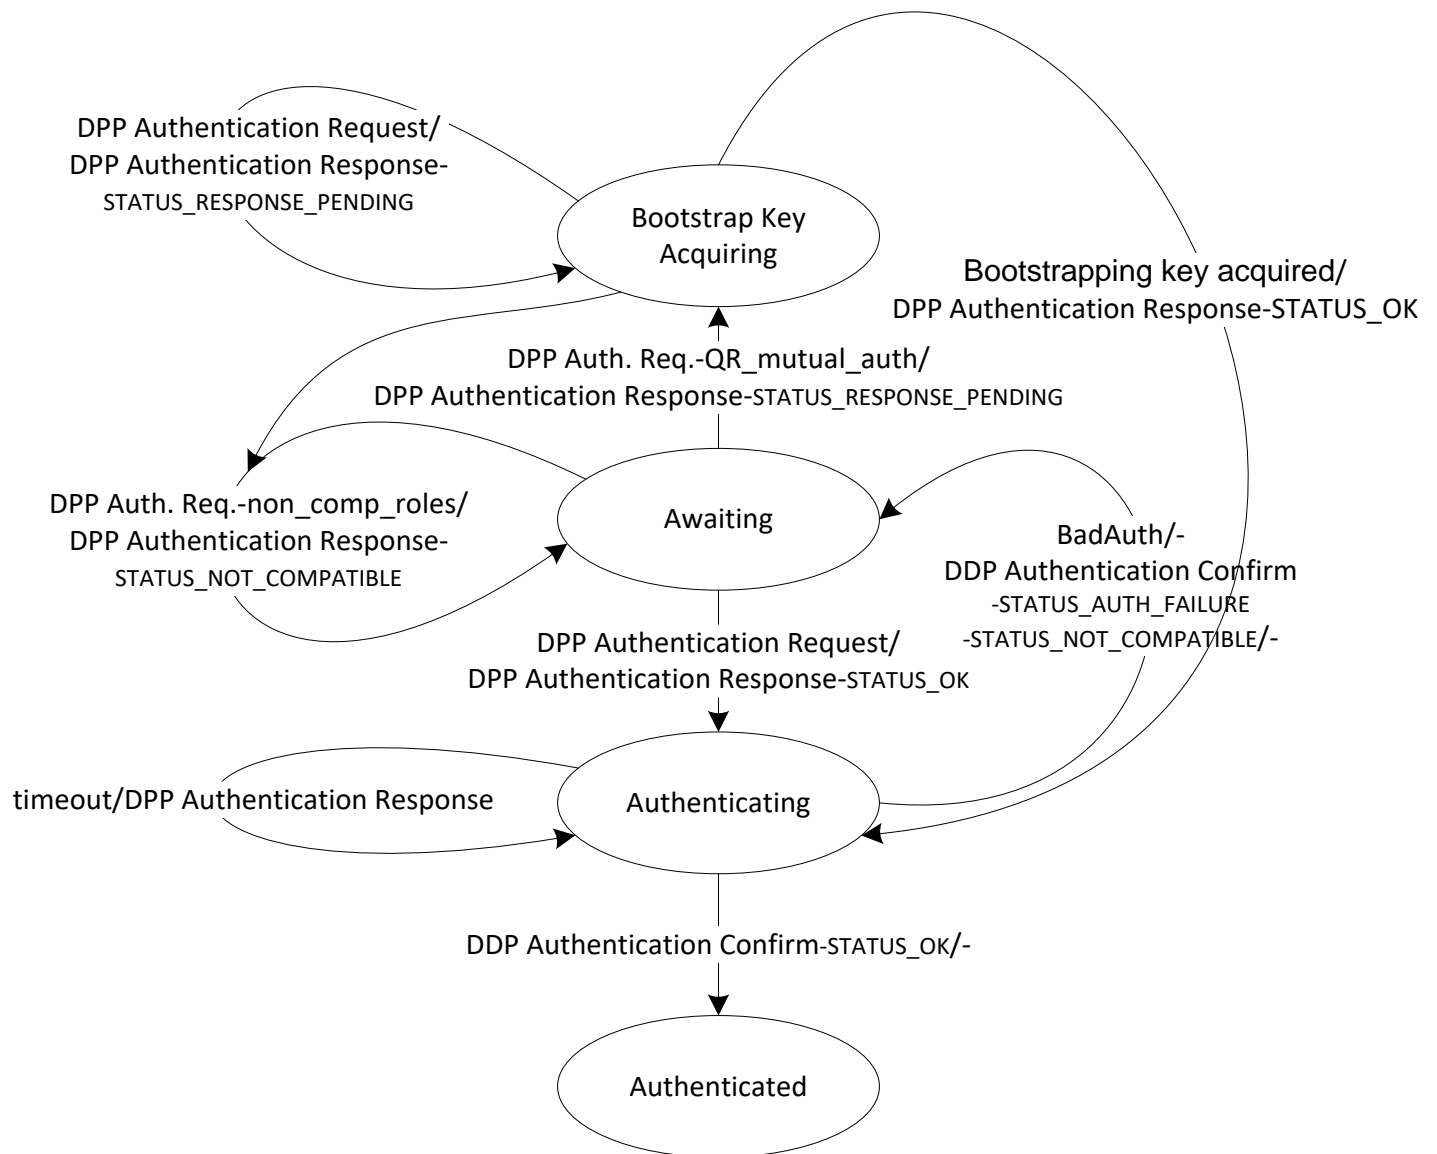 DPP Authentication Request/
DPP Authentication Response-
STATUS_RESPONSE_PENDING
Bootstrap Key
Acquiring
Bootstrapping key acquired/
DPP Authentication Response-STATUS_OK
DPP Auth. Req.-QR_mutual_auth/
DPP Authentication Response-STATUS_RESPONSE_PENDING
DPP Auth. Req.-non_comp_roles/
DPP Authentication Response-
STATUS_NOT_COMPATIBLE
Awaiting
BadAuth/-
DDP Authentication Confirm
-STATUS_AUTH_FAILURE
-STATUS_NOT_COMPATIBLE/-
DPP Authentication Request/
DPP Authentication Response-STATUS_OK
timeout/DPP Authentication Response
Authenticating
DDP Authentication Confirm-STATUS_OK/-
Authenticated